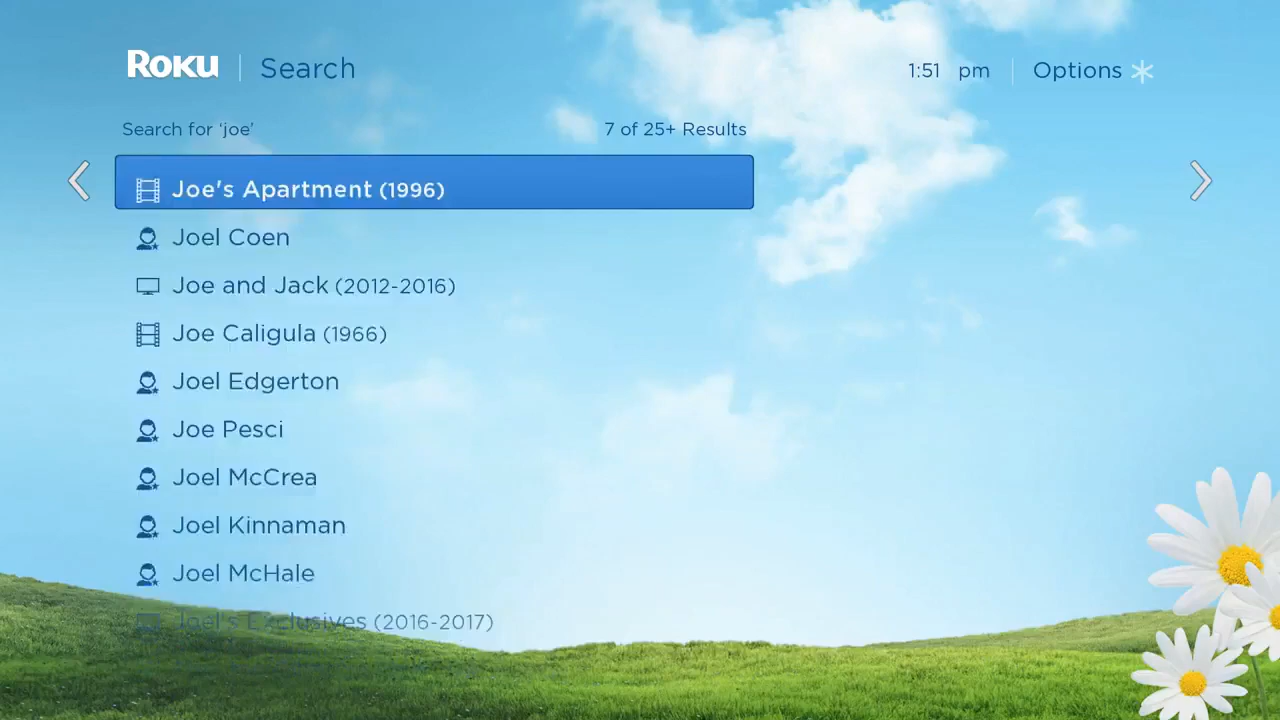 Roku | Search
1:51 pm | Options
Search for ‘joe’
7 of 25+ Results
Joe's Apartment (1996)
Joel Coen
Joe and Jack (2012-2016)
Joe Caligula (1966)
Joel Edgerton
Joe Pesci
Joel McCrea
Joel Kinnaman
Joel McHale
Joel's Exclusives (2016-2017)